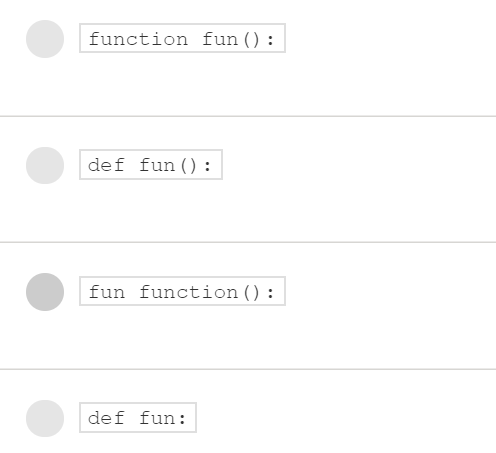 function fun():
def fun():
fun function():
def fun: